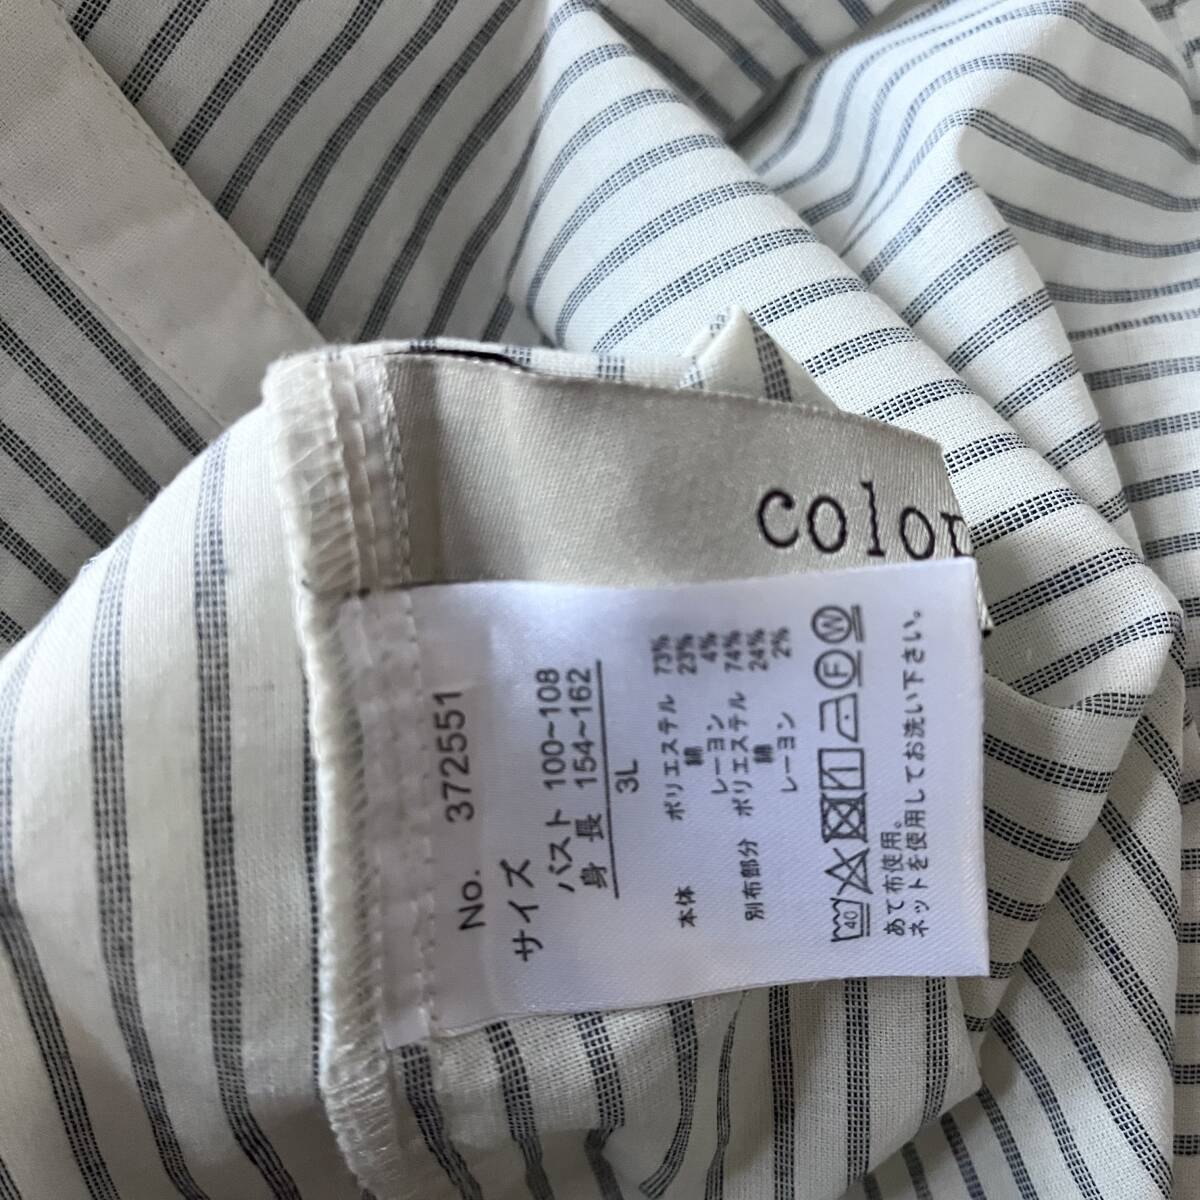 color
No. 372551
サイズ
バスト 100~108
身 長 154~162
3L
本体 ポリエステル 73%
綿 23%
レーヨン 4%
別布部分 ポリエステル 74%
綿 24%
レーヨン 2%
40 F W
あて布使用。
ネットを使用してお洗い下さい。